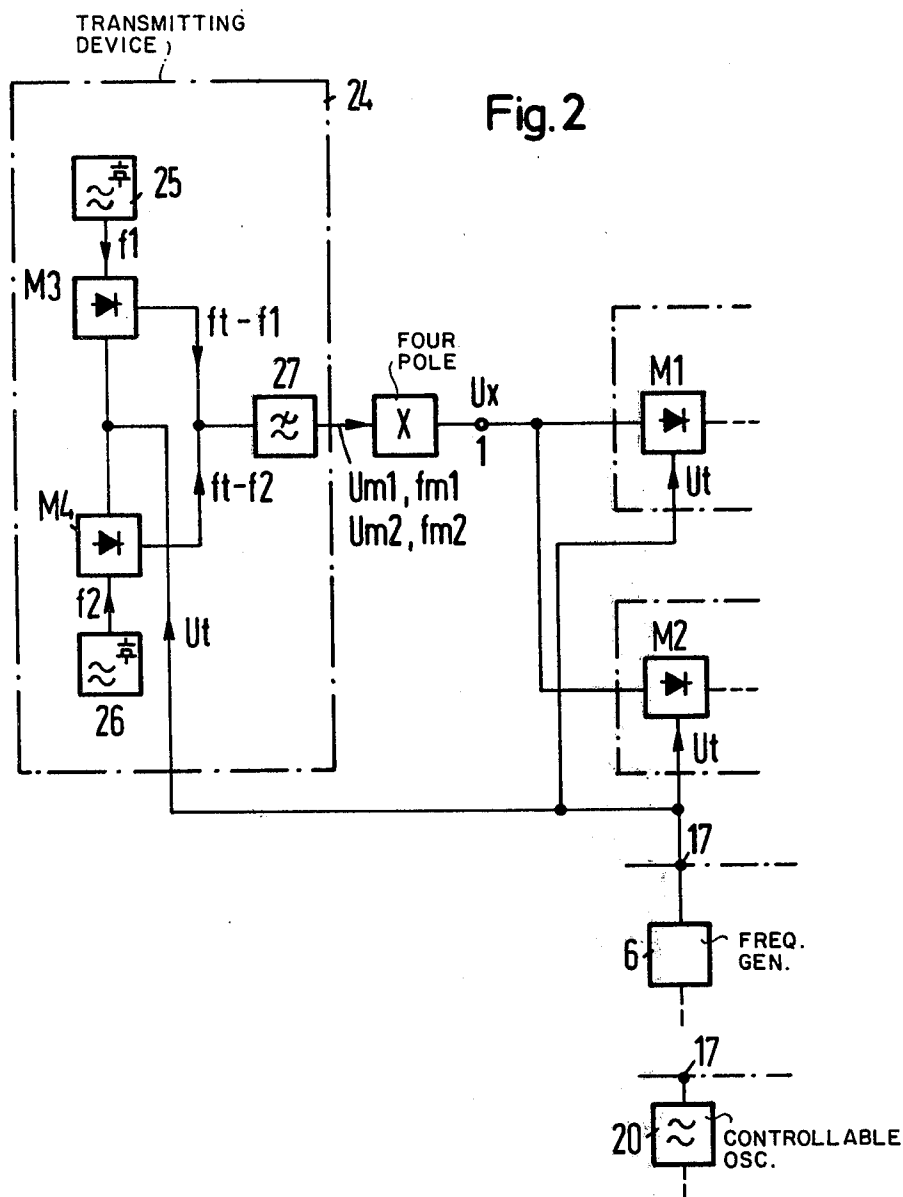 TRANSMITTING
DEVICE
24
Fig. 2
25
f1
M3
ft-f1
FOUR
POLE
27
X
Ux
1
M1
Ut
ft-f2
Um1, fm1
Um2, fm2
M4
f2
Ut
26
M2
Ut
17
6
FREQ.
GEN.
17
20
CONTROLLABLE
OSC.